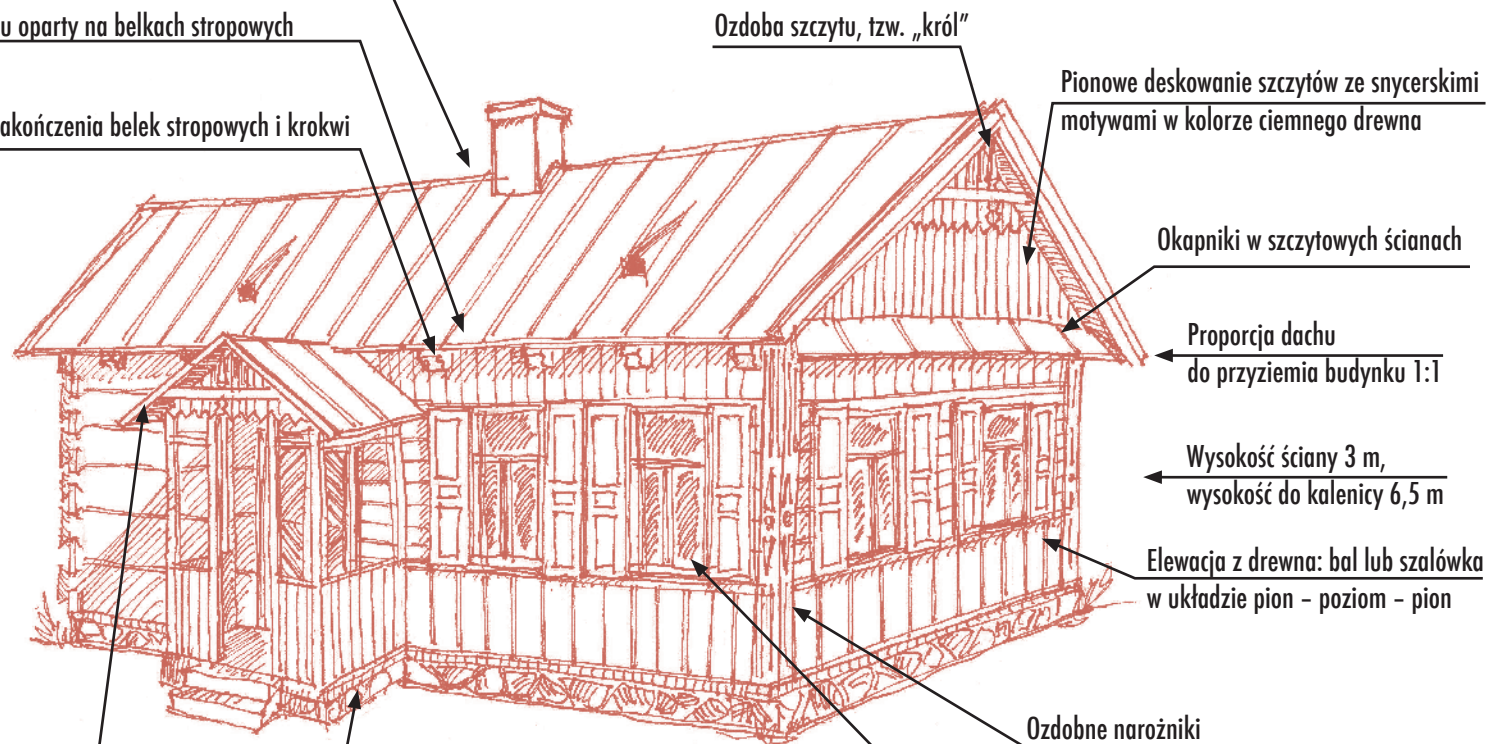 u oparty na belkach stropowych
Ozdoba szczytu, tzw. „król”
Pionowe deskowanie szczytów ze snycerskimi
motywami w kolorze ciemnego drewna
akończenia belek stropowych i krokwi
Okapniki w szczytowych ścianach
Proporcja dachu
do przyziemia budynku 1:1
Wysokość ściany 3 m,
wysokość do kalenicy 6,5 m
Elewacja z drewna: bal lub szalówka
w układzie pion – poziom – pion
Ozdobne narożniki